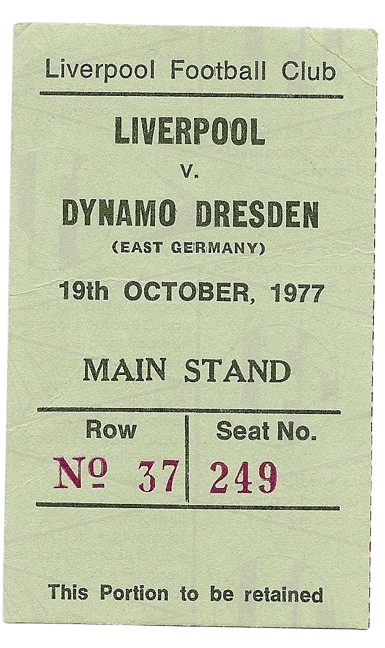 Liverpool Football Club
LIVERPOOL
v.
DYNAMO DRESDEN
(EAST GERMANY)
19th OCTOBER, 1977
MAIN STAND
Row Seat No.
Nº 37 249
This Portion to be retained